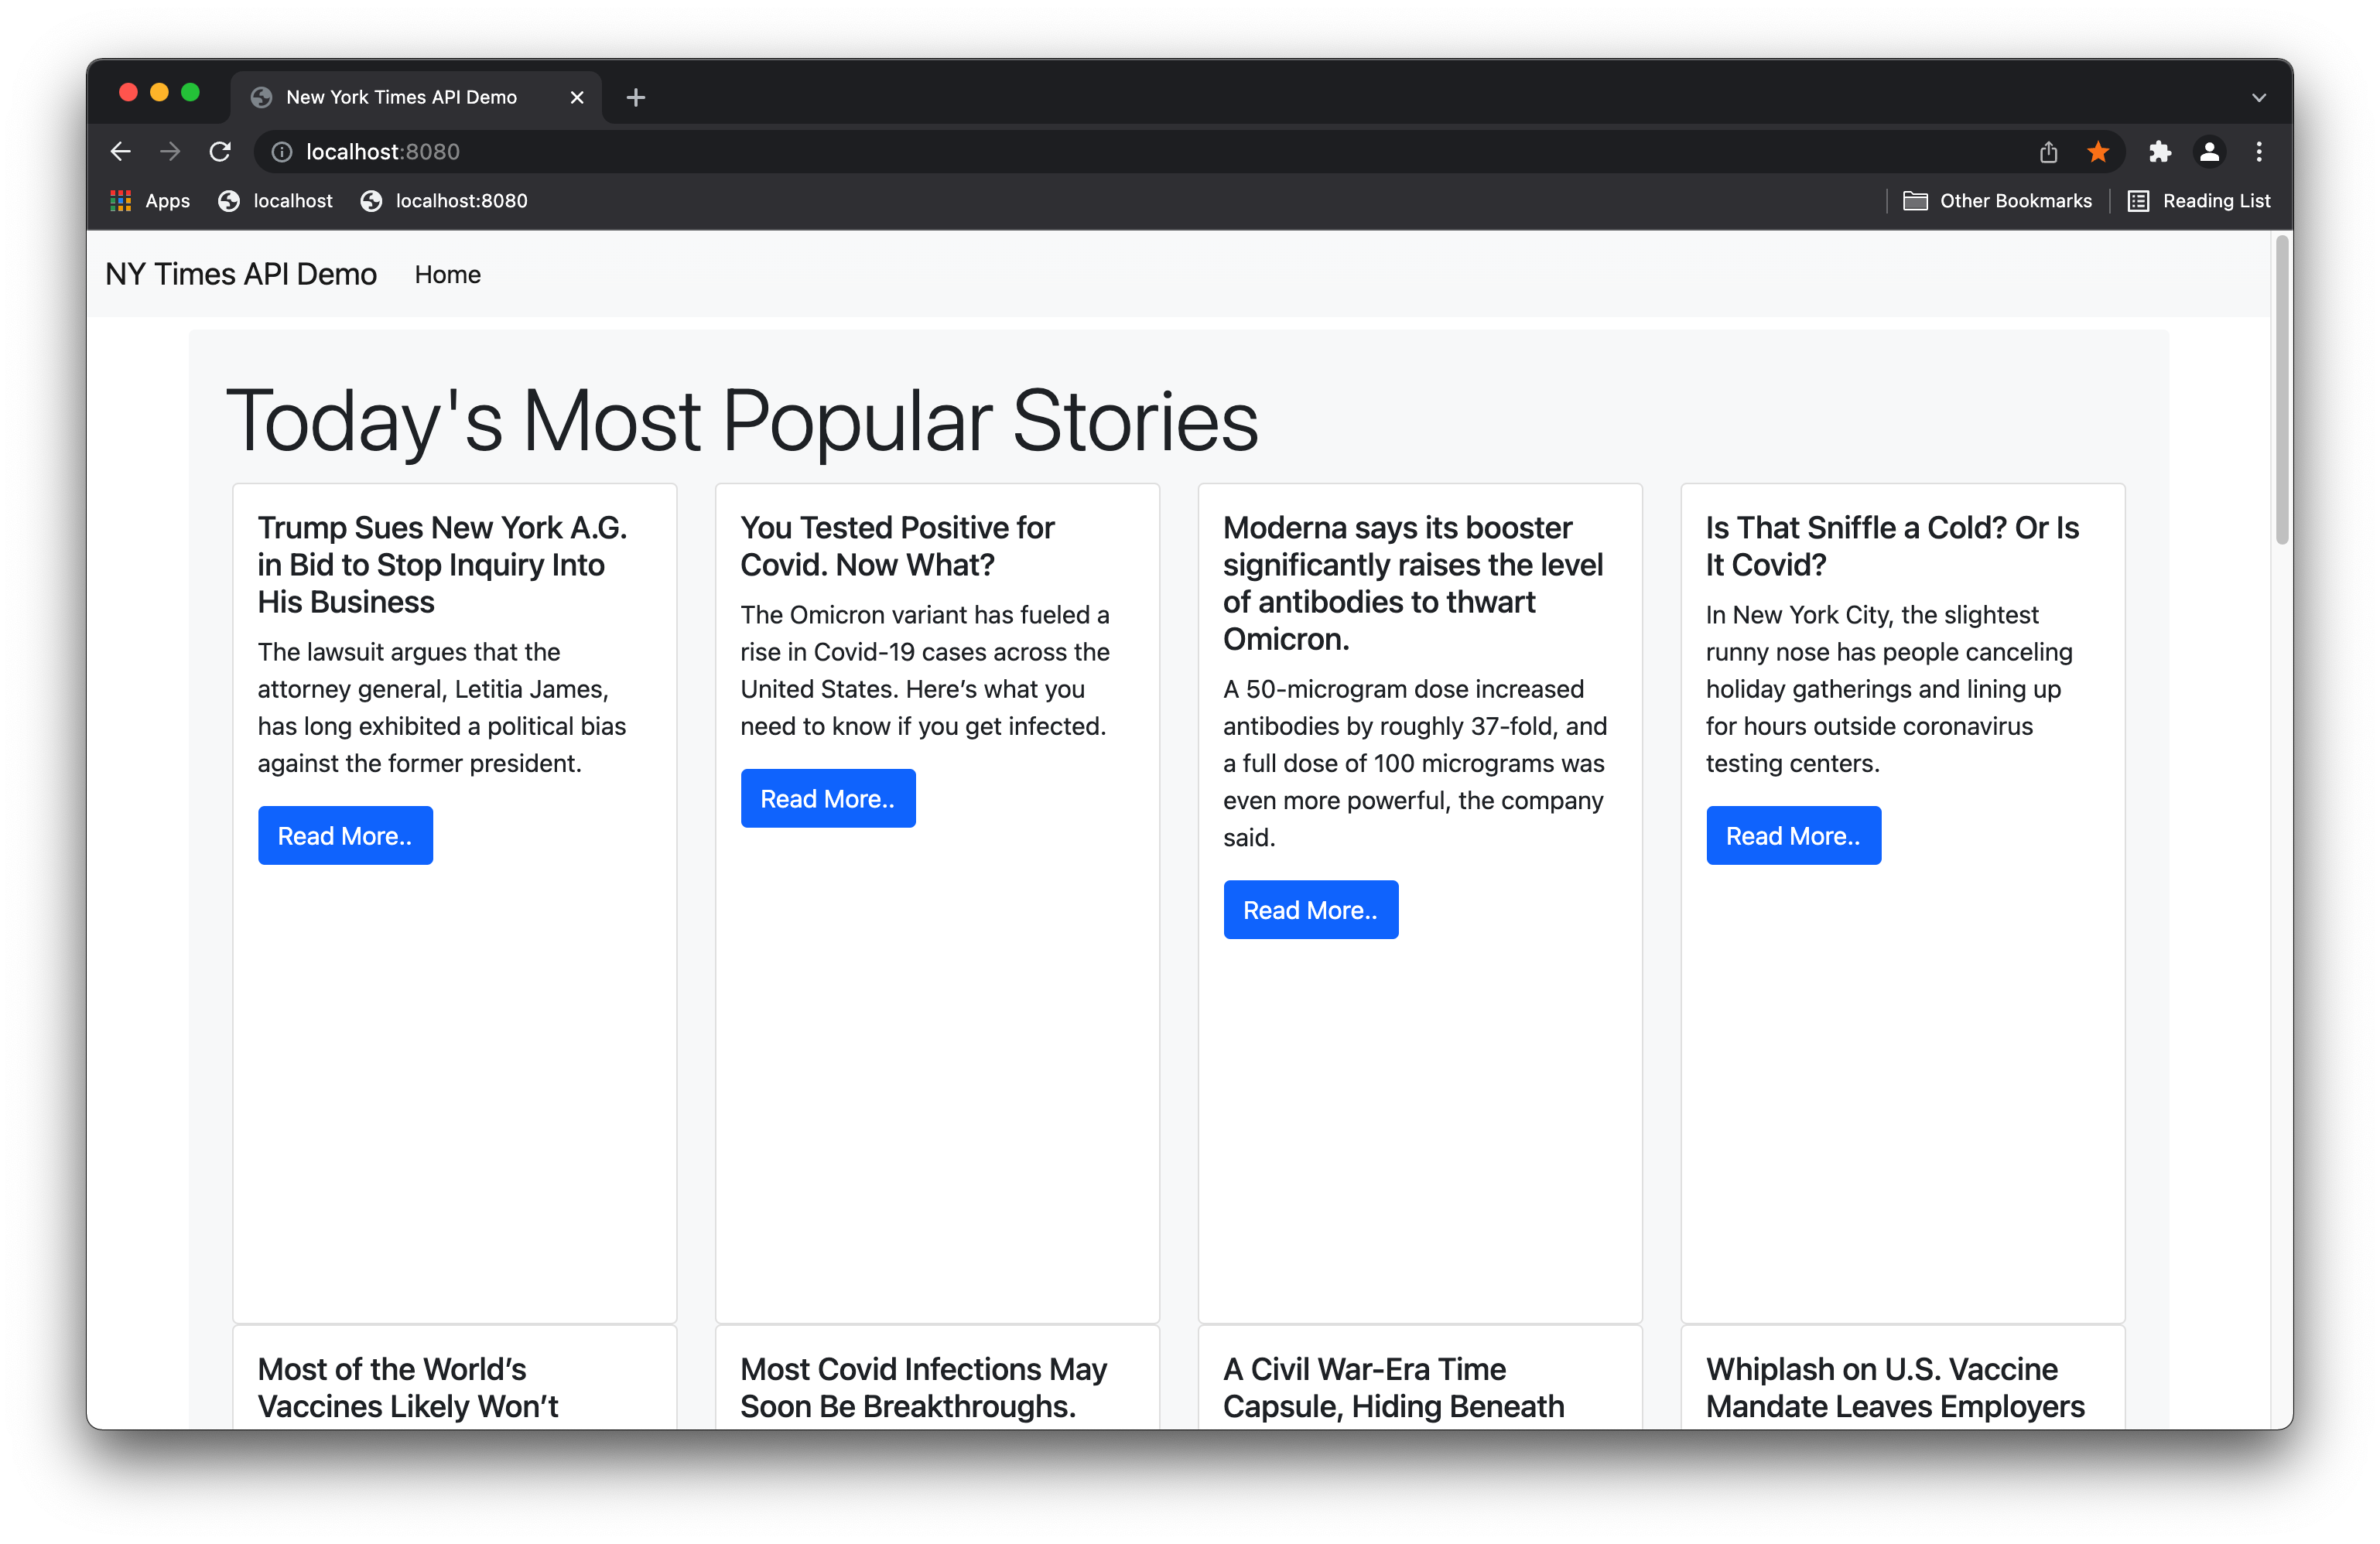 New York Times API Demo
localhost:8080
Apps
localhost
localhost:8080
Other Bookmarks
Reading List
NY Times API Demo
Home
Today's Most Popular Stories
Trump Sues New York A.G.
in Bid to Stop Inquiry Into
His Business
The lawsuit argues that the
attorney general, Letitia James,
has long exhibited a political bias
against the former president.
Read More..
You Tested Positive for
Covid. Now What?
The Omicron variant has fueled a
rise in Covid-19 cases across the
United States. Here’s what you
need to know if you get infected.
Read More..
Moderna says its booster
significantly raises the level
of antibodies to thwart
Omicron.
A 50-microgram dose increased
antibodies by roughly 37-fold, and
a full dose of 100 micrograms was
even more powerful, the company
said.
Read More..
Is That Sniffle a Cold? Or Is
It Covid?
In New York City, the slightest
runny nose has people canceling
holiday gatherings and lining up
for hours outside coronavirus
testing centers.
Read More..
Most of the World’s
Vaccines Likely Won’t
Most Covid Infections May
Soon Be Breakthroughs.
A Civil War-Era Time
Capsule, Hiding Beneath
Whiplash on U.S. Vaccine
Mandate Leaves Employers